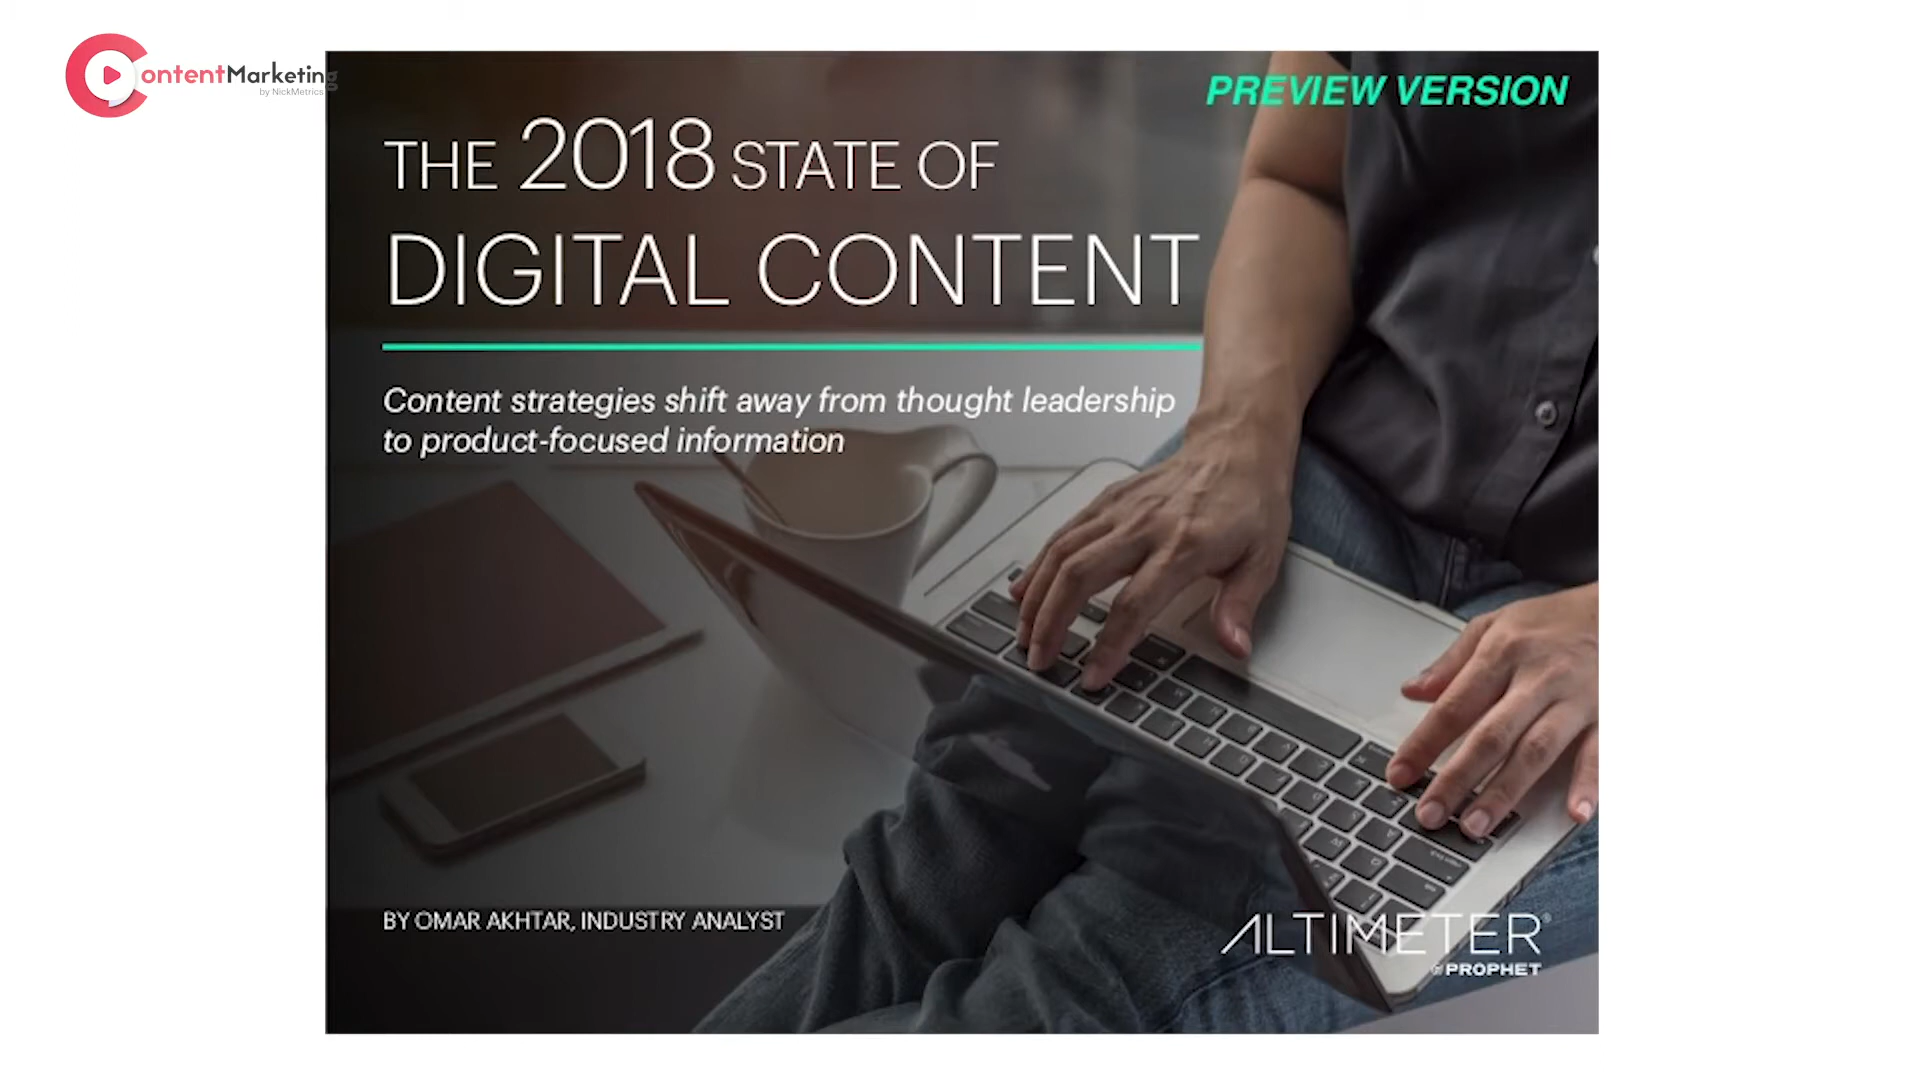 ContentMarketing
by NickMetrics
PREVIEW VERSION
THE 2018 STATE OF
DIGITAL CONTENT
Content strategies shift away from thought leadership
to product-focused information
BY OMAR AKHTAR, INDUSTRY ANALYST
ALTIMETER®
@PROPHET